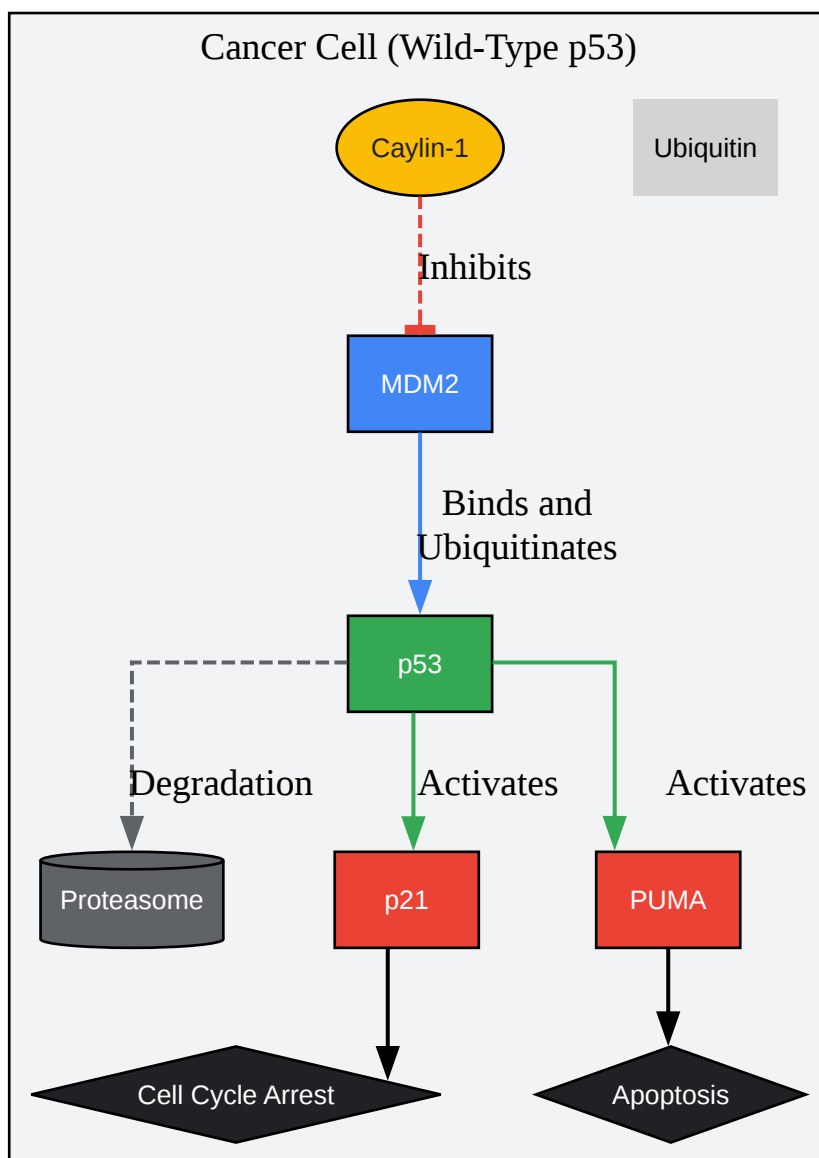 Cancer Cell (Wild-Type p53)
Caylin-1
Ubiquitin
Inhibits
MDM2
Binds and
Ubiquitinates
p53
Degradation
Activates
Activates
Proteasome
p21
PUMA
Cell Cycle Arrest
Apoptosis